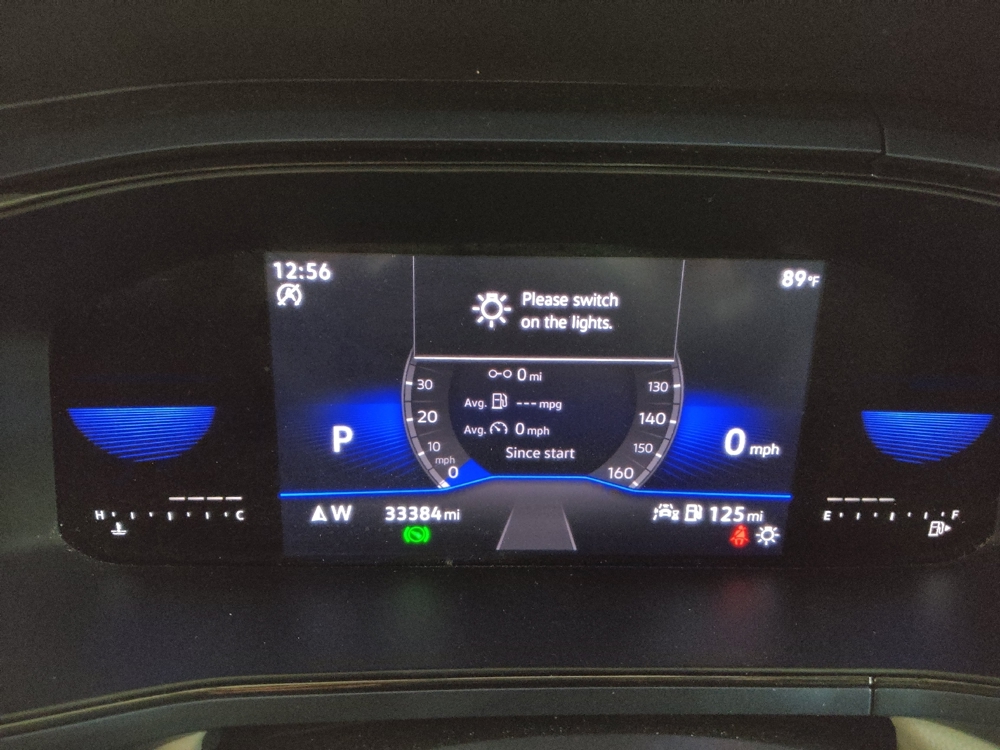 12:56
89°F
Please switch
on the lights.
0 mi
30
130
Avg. --- mpg
20
140
Avg. 0 mph
P
0 mph
10
150
Since start
mph
0
160
H C
W
33384 mi
125 mi
E F